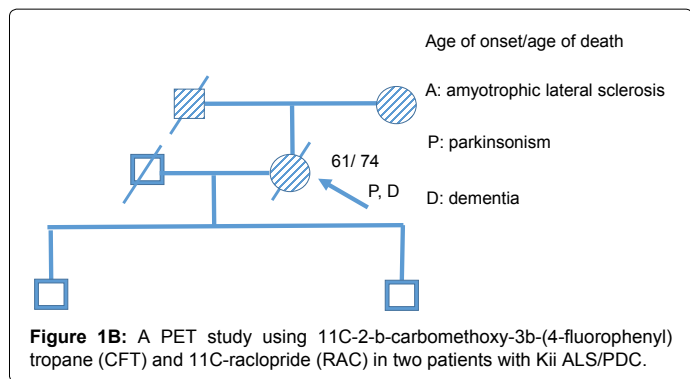 Age of onset/age of death
A: amyotrophic lateral sclerosis
61/ 74
P: parkinsonism
P, D
D: dementia
Figure 1B: A PET study using 11C-2-b-carbomethoxy-3b-(4-fluorophenyl)
tropane (CFT) and 11C-raclopride (RAC) in two patients with Kii ALS/PDC.